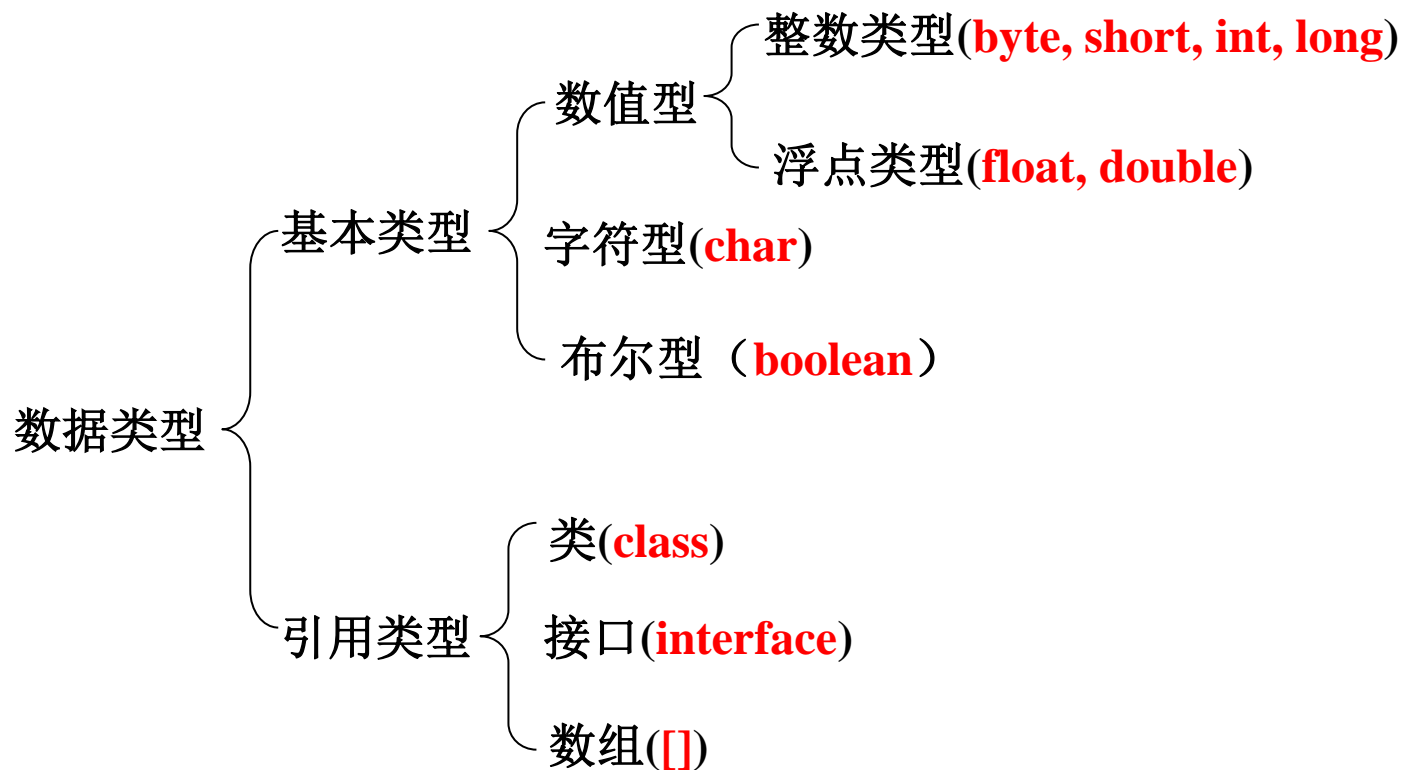 整数类型(byte, short, int, long)
数值型
浮点类型(float, double)
基本类型
字符型(char)
布尔型（boolean）
数据类型
类(class)
引用类型
接口(interface)
数组([])